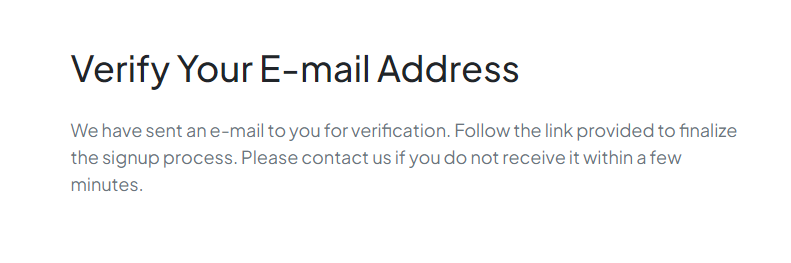 Verify Your E-mail Address
We have sent an e-mail to you for verification. Follow the link provided to finalize
the signup process. Please contact us if you do not receive it within a few
minutes.